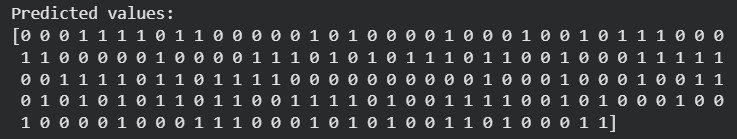 Predicted values:
[0 0 0 1 1 1 1 0 1 1 0 0 0 0 0 1 0 1 0 0 0 0 1 0 0 0 1 0 0 1 0 1 1 1 0 0 0
1 1 0 0 0 0 0 1 0 0 0 0 1 1 1 0 1 0 1 0 1 1 1 0 1 1 0 0 1 0 0 0 1 1 1 1 1
0 0 1 1 1 1 0 1 1 0 1 1 1 1 0 0 0 0 0 0 0 0 0 0 0 1 0 0 0 1 0 0 0 1 0 0 1 1
0 1 0 1 0 1 0 1 1 0 1 1 0 0 1 1 1 1 0 1 0 0 1 1 1 1 0 0 1 0 1 0 0 0 1 0 0
1 0 0 0 0 1 0 0 0 1 1 1 0 0 0 1 0 1 0 1 0 0 1 1 0 1 0 0 0 1 1]